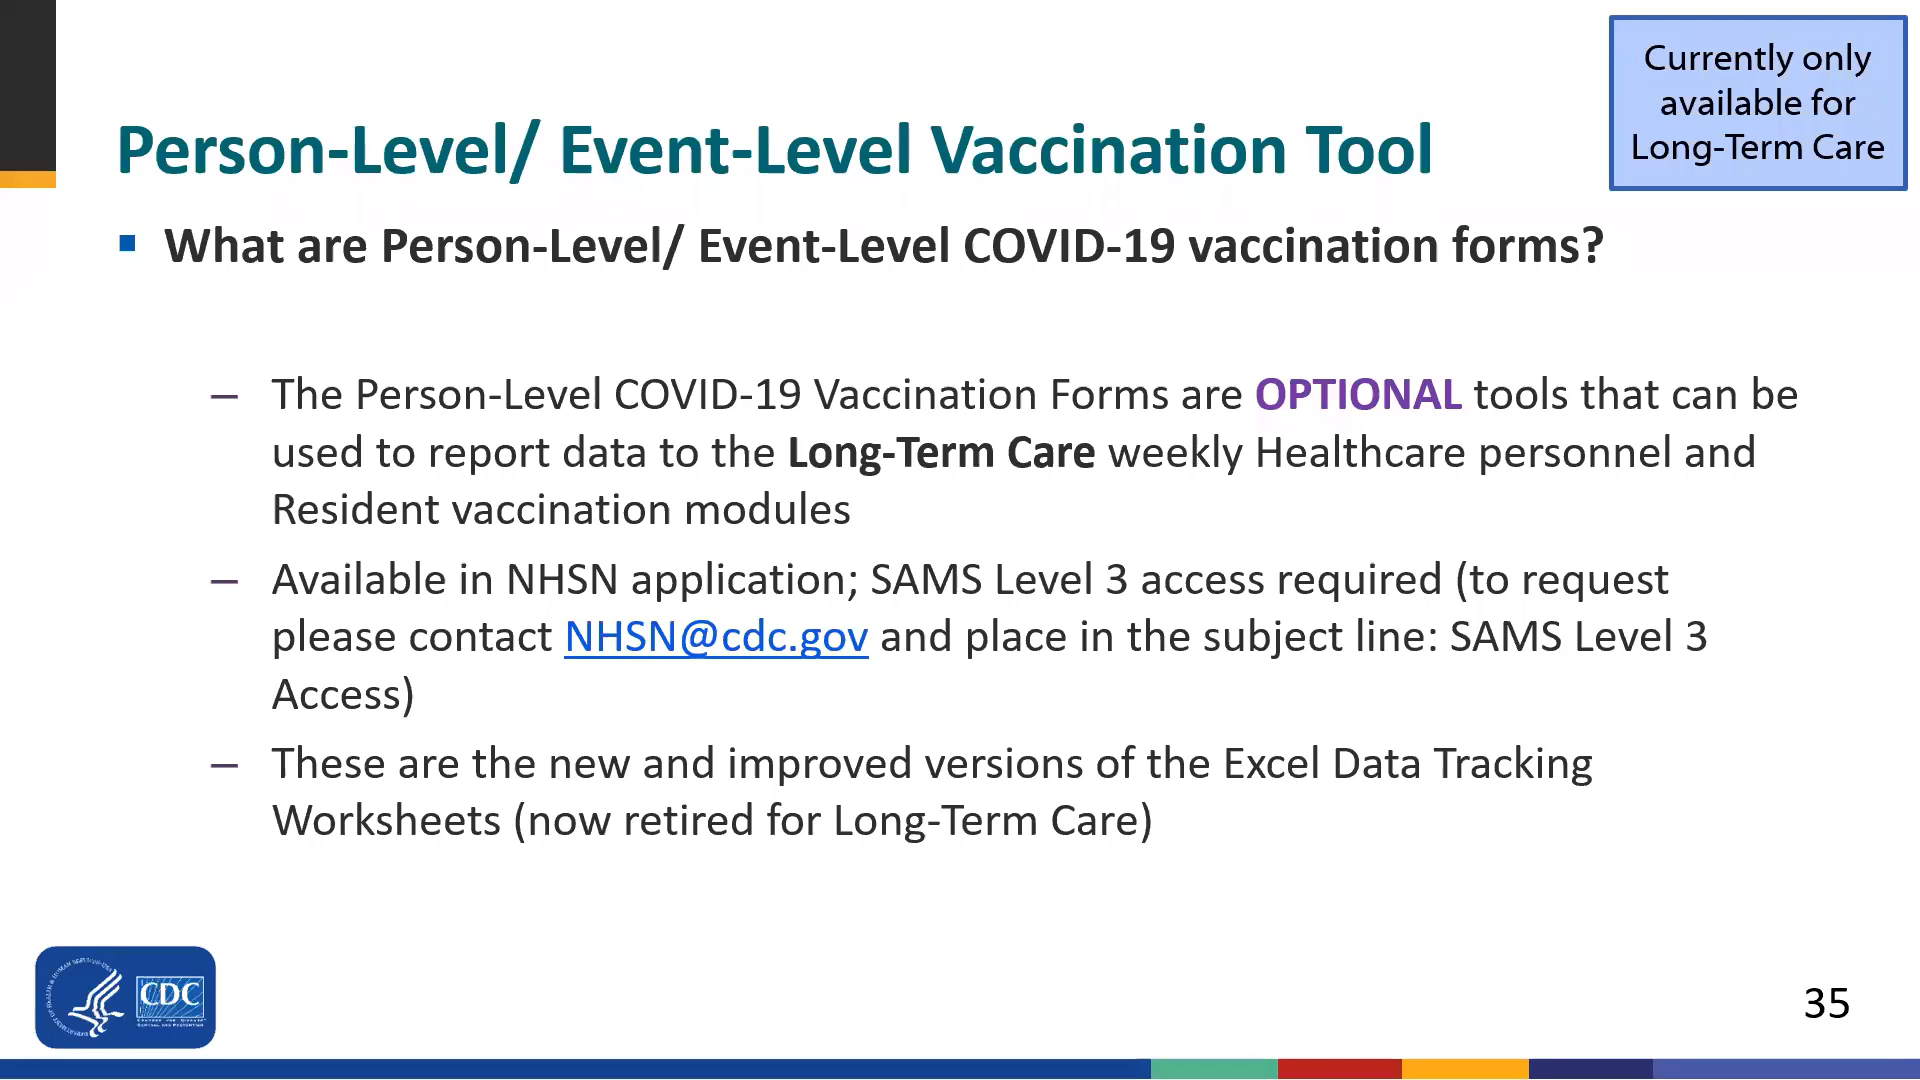 Currently only
available for
Long-Term Care
Person-Level/ Event-Level Vaccination Tool
▪ What are Person-Level/ Event-Level COVID-19 vaccination forms?
– The Person-Level COVID-19 Vaccination Forms are OPTIONAL tools that can be
used to report data to the Long-Term Care weekly Healthcare personnel and
Resident vaccination modules
– Available in NHSN application; SAMS Level 3 access required (to request
please contact NHSN@cdc.gov and place in the subject line: SAMS Level 3
Access)
– These are the new and improved versions of the Excel Data Tracking
Worksheets (now retired for Long-Term Care)
CDC
35